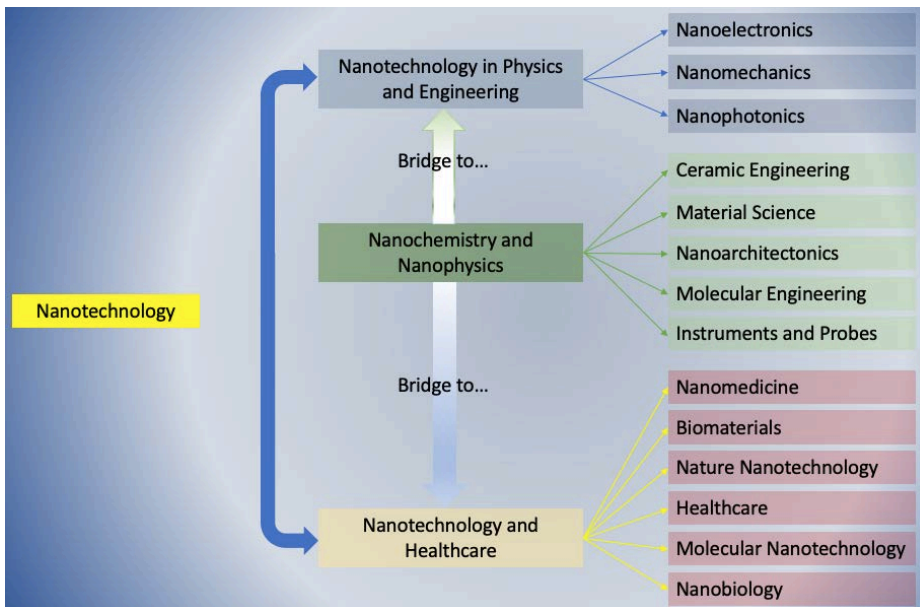 Nanotechnology
Nanotechnology in Physics
and Engineering
Bridge to...
Nanochemistry and
Nanophysics
Bridge to...
Nanotechnology and
Healthcare
Nanoelectronics
Nanomechanics
Nanophotonics
Ceramic Engineering
Material Science
Nanoarchitectonics
Molecular Engineering
Instruments and Probes
Nanomedicine
Biomaterials
Nature Nanotechnology
Healthcare
Molecular Nanotechnology
Nanobiology